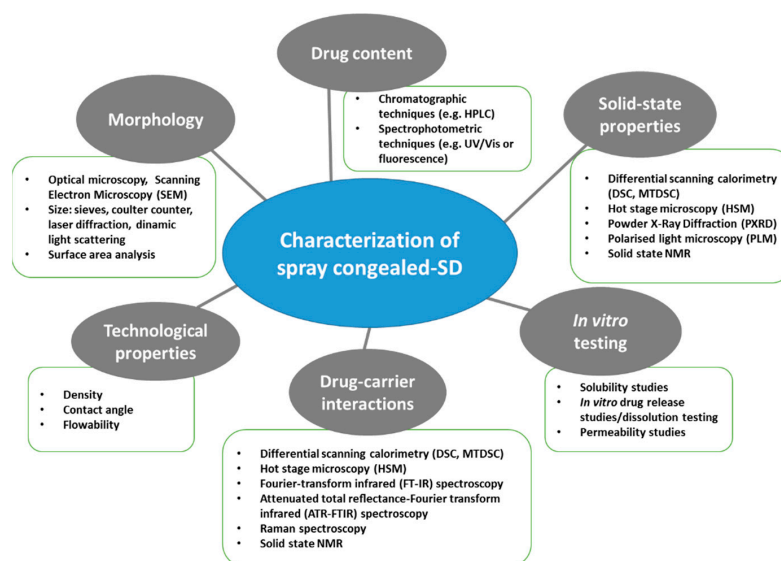 Drug content
• Chromatographic
techniques (e.g. HPLC)
• Spectrophotometric
techniques (e.g. UV/Vis or
fluorescence)
Morphology
• Optical microscopy, Scanning
Electron Microscopy (SEM)
• Size: sieves, coulter counter,
laser diffraction, dinamic
light scattering
• Surface area analysis
Solid-state
properties
• Differential scanning calorimetry
(DSC, MTDSC)
• Hot stage microscopy (HSM)
• Powder X-Ray Diffraction (PXRD)
• Polarised light microscopy (PLM)
• Solid state NMR
Characterization of
spray congealed-SD
Technological
properties
• Density
• Contact angle
• Flowability
Drug-carrier
interactions
• Differential scanning calorimetry (DSC, MTDSC)
• Hot stage microscopy (HSM)
• Fourier-transform infrared (FT-IR) spectroscopy
• Attenuated total reflectance-Fourier transform
infrared (ATR-FTIR) spectroscopy
• Raman spectroscopy
• Solid state NMR
In vitro
testing
• Solubility studies
• In vitro drug release
studies/dissolution testing
• Permeability studies